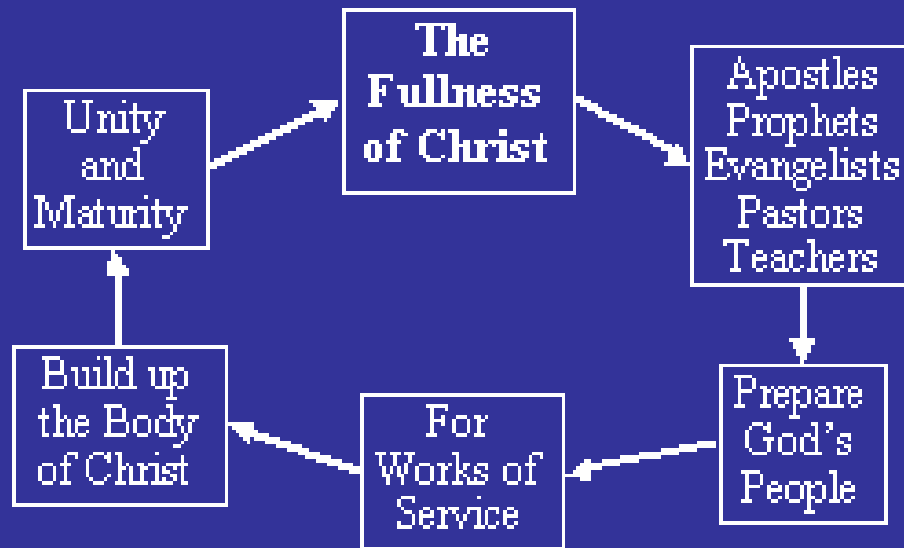 The
Fullness
of Christ
Apostles
Prophets
Evangelists
Pastors
Teachers
Prepare
God's
People
For
Works of
Service
Build up
the Body
of Christ
Unity
and
Maturity